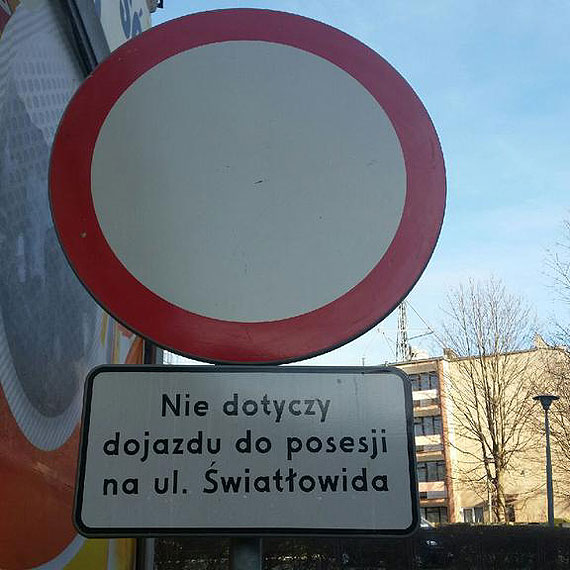 Nie dotyczy
dojazdu do posesji
na ul. Światłowida